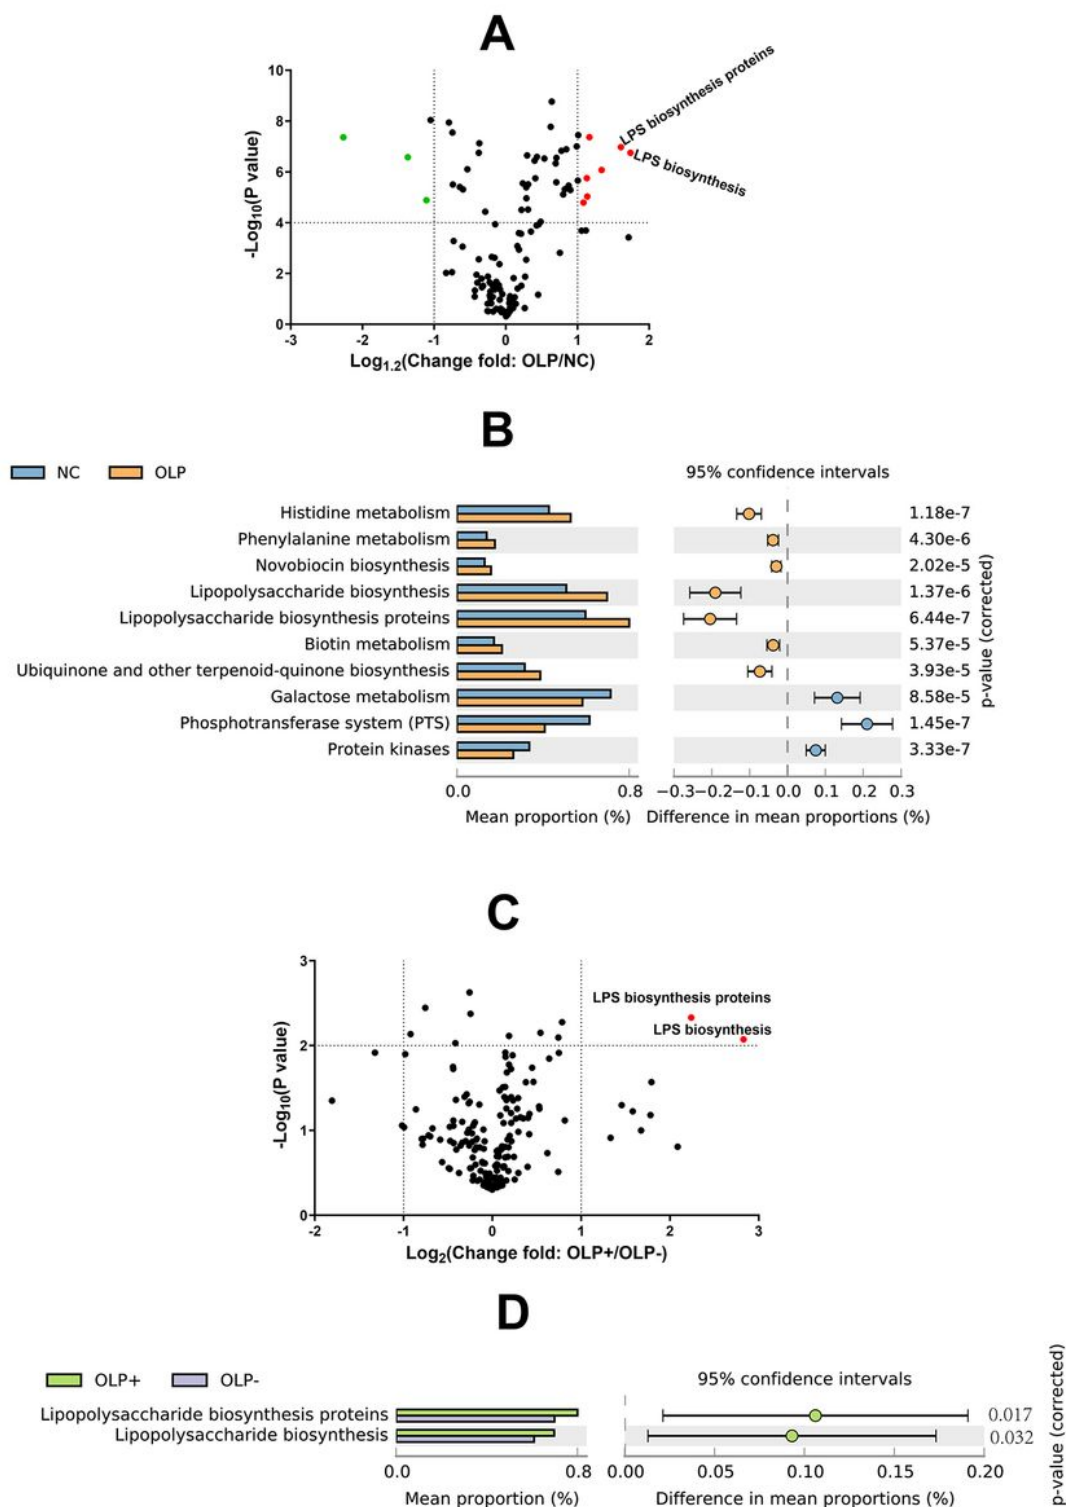 A
10
8
6
4
2
0
-Log10(P value)
LPS biosynthesis proteins
LPS biosynthesis
-3 -2 -1 0 1 2
Log1.2(Change fold: OLP/NC)
B
NC OLP
95% confidence intervals
Histidine metabolism 1.18e-7
Phenylalanine metabolism 4.30e-6
Novobiocin biosynthesis 2.02e-5
Lipopolysaccharide biosynthesis 1.37e-6
Lipopolysaccharide biosynthesis proteins 6.44e-7
Biotin metabolism 5.37e-5
Ubiquinone and other terpenoid-quinone biosynthesis 3.93e-5
Galactose metabolism 8.58e-5
Phosphotransferase system (PTS) 1.45e-7
Protein kinases 3.33e-7
p-value (corrected)
0.0 0.8 −0.3−0.2−0.1 0.0 0.1 0.2 0.3
Mean proportion (%) Difference in mean proportions (%)
C
3
2
1
0
-Log10(P value)
LPS biosynthesis proteins
LPS biosynthesis
-2 -1 0 1 2 3
Log2(Change fold: OLP+/OLP-)
D
OLP+ OLP-
95% confidence intervals
Lipopolysaccharide biosynthesis proteins 0.017
Lipopolysaccharide biosynthesis 0.032
p-value (corrected)
0.0 0.8 0.00 0.05 0.10 0.15 0.20
Mean proportion (%) Difference in mean proportions (%)